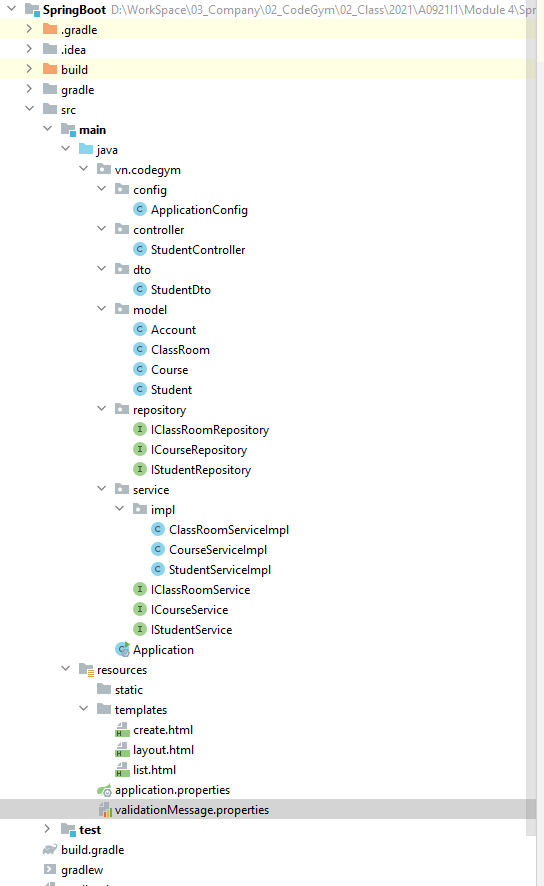 SpringBoot D:\WorkSpace\03_Company\02_CodeGym\02_Class\2021\A0921I1\Module 4\Spr
.gradle
.idea
build
gradle
src
main
java
vn.codegym
config
ApplicationConfig
controller
StudentController
dto
StudentDto
model
Account
ClassRoom
Course
Student
repository
IClassRoomRepository
ICourseRepository
IStudentRepository
service
impl
ClassRoomServiceImpl
CourseServiceImpl
StudentServiceImpl
IClassRoomService
ICourseService
IStudentService
Application
resources
static
templates
create.html
layout.html
list.html
application.properties
validationMessage.properties
test
build.gradle
gradlew